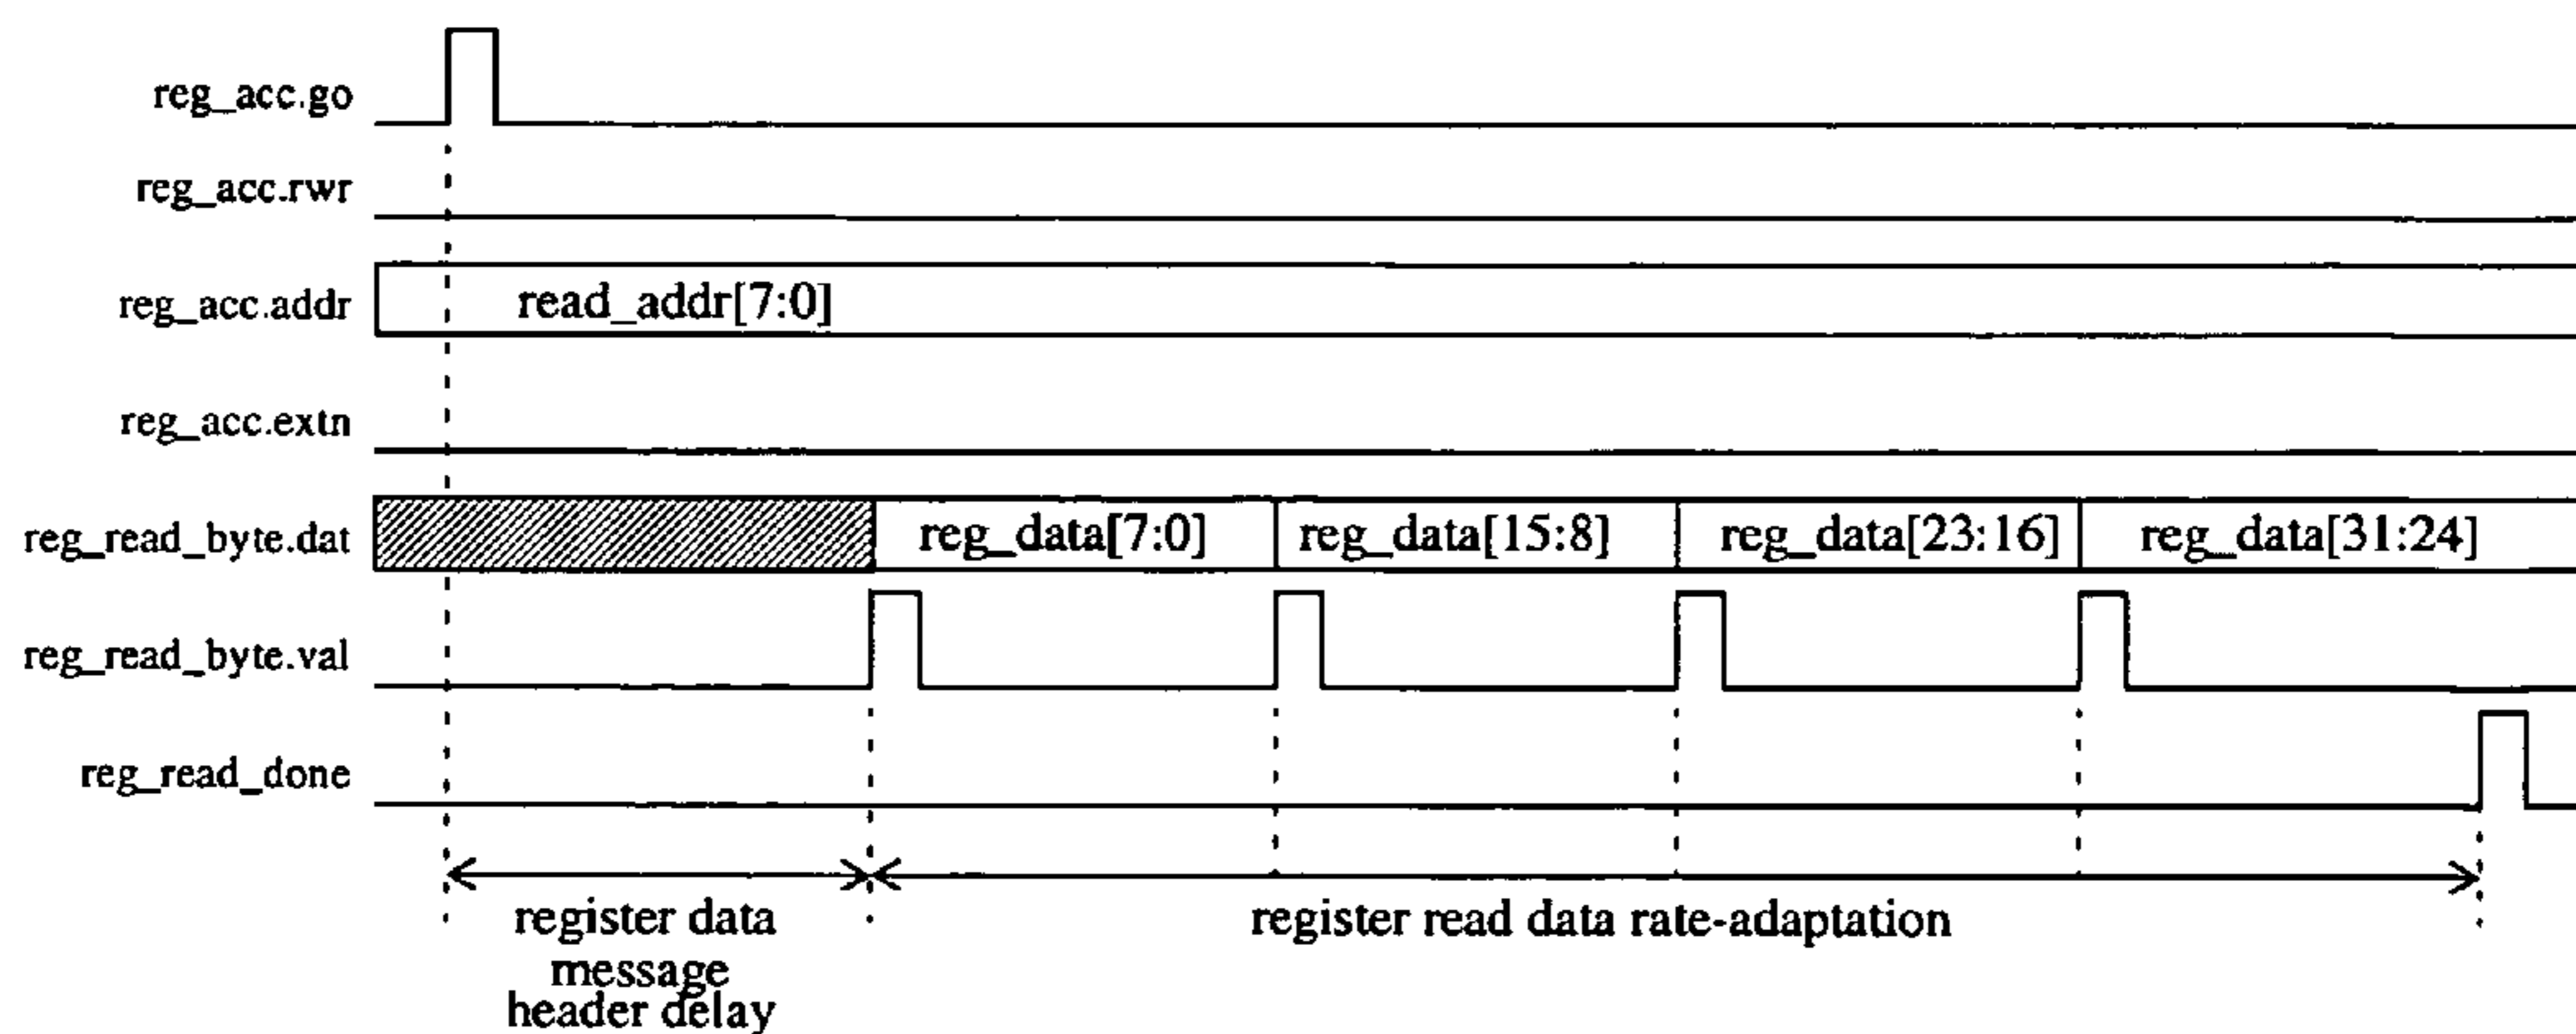 reg_acc.go
reg_acc.rwr
reg_acc.addr
read_addr[7:0]
reg_acc.extn
reg_read_byte.dat
reg_data[7:0]
reg_data[15:8]
reg_data[23:16]
reg_data[31:24]
reg_read_byte.val
reg_read_done
register data
message
header delay
register read data rate-adaptation